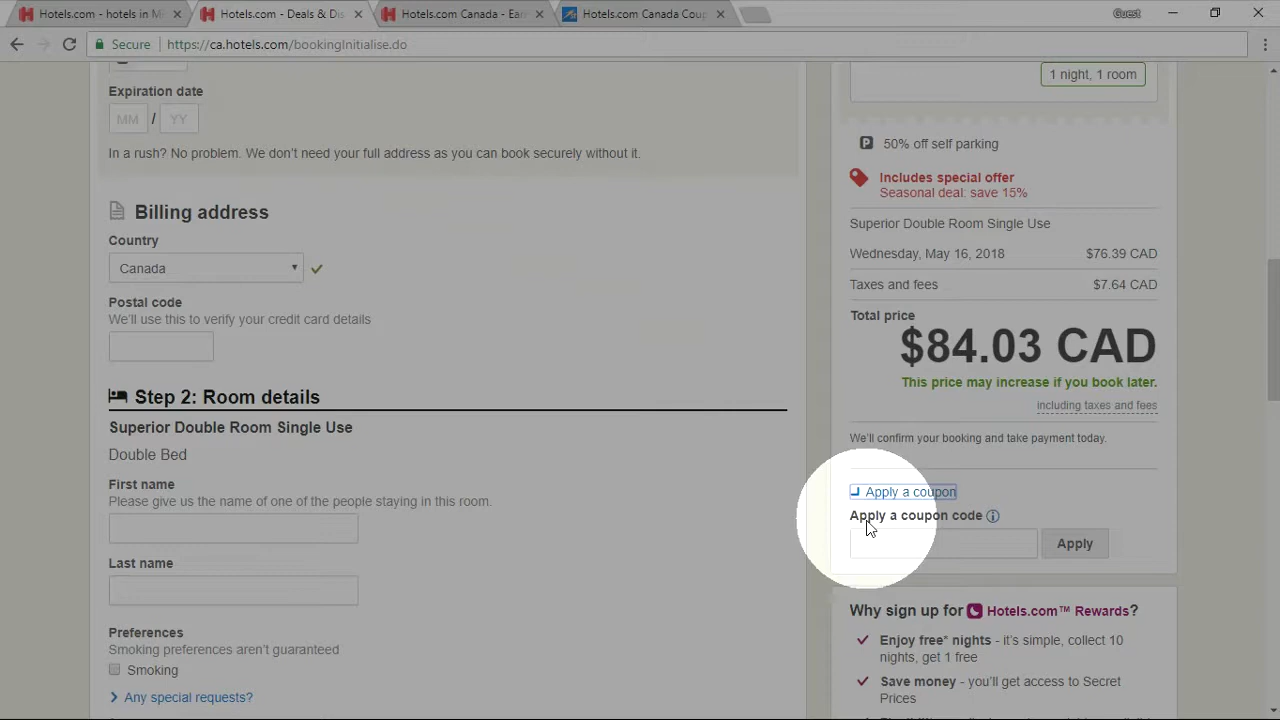 Hotels.com - hotels in Mi
Hotels.com - Deals & Dis
Hotels.com Canada - Earn
Hotels.com Canada Coup
Guest
Secure
https://ca.hotels.com/bookingInitialise.do
Expiration date
MM / YY
In a rush? No problem. We don't need your full address as you can book securely without it.
Billing address
Country
Canada
Postal code
We'll use this to verify your credit card details
Step 2: Room details
Superior Double Room Single Use
Double Bed
First name
Please give us the name of one of the people staying in this room.
Last name
Preferences
Smoking preferences aren't guaranteed
Smoking
Any special requests?
1 night, 1 room
P 50% off self parking
Includes special offer
Seasonal deal: save 15%
Superior Double Room Single Use
Wednesday, May 16, 2018 $76.39 CAD
Taxes and fees $7.64 CAD
Total price
$84.03 CAD
This price may increase if you book later.
including taxes and fees
We'll confirm your booking and take payment today.
Apply a coupon
Apply a coupon code
Apply
Why sign up for Hotels.com™ Rewards?
Enjoy free* nights - it's simple, collect 10
nights, get 1 free
Save money - you'll get access to Secret
Prices